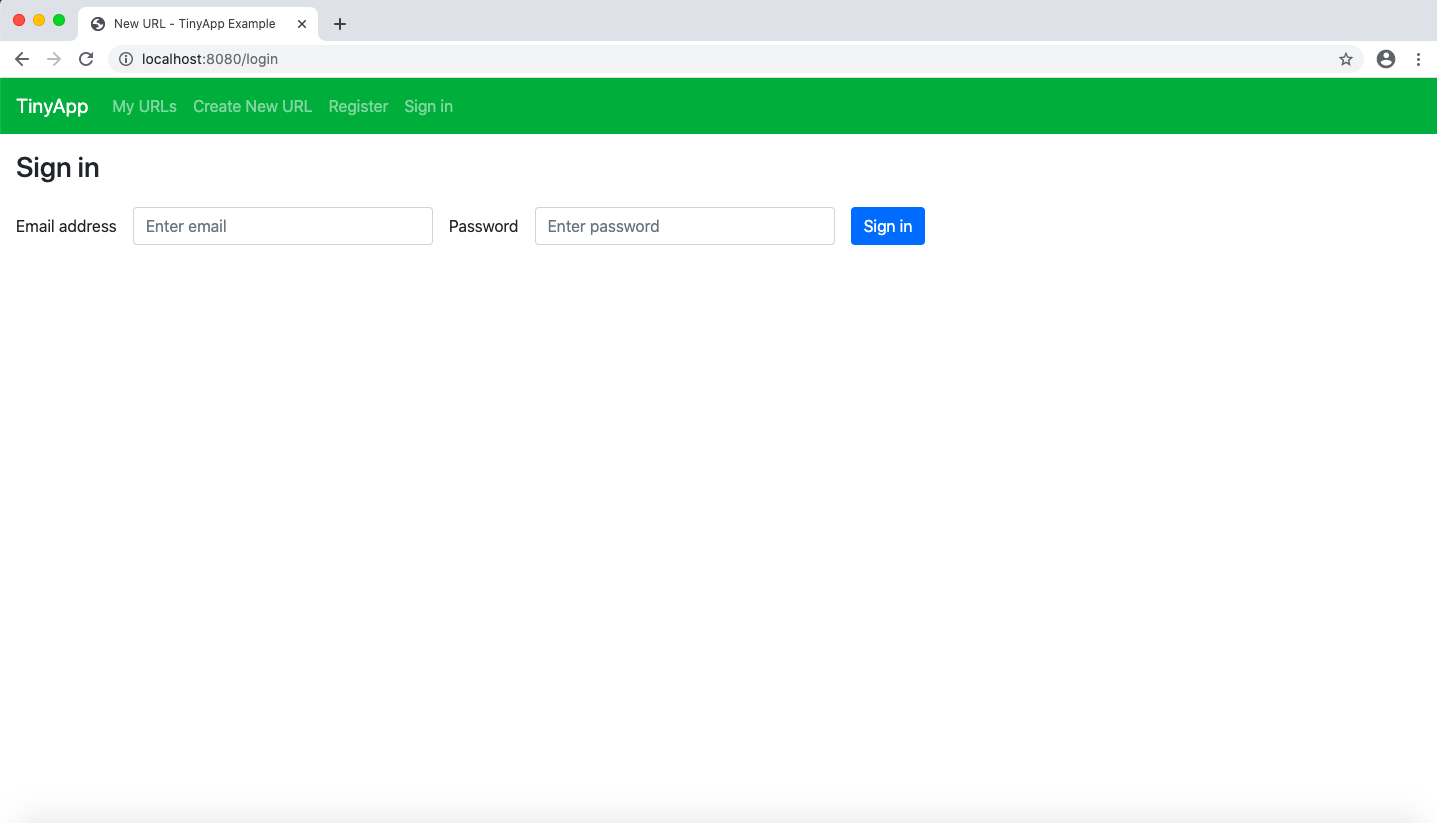 New URL - TinyApp Example
localhost:8080/login
TinyApp My URLs Create New URL Register Sign in
Sign in
Email address Enter email Password Enter password Sign in